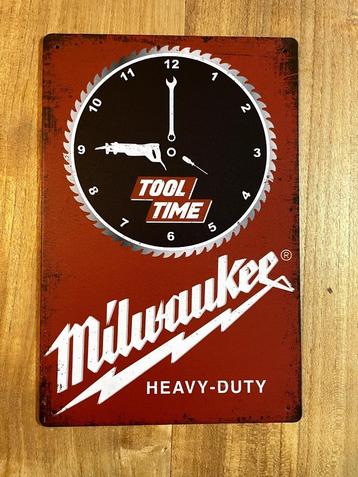 12
11 1
10 2
9 3
8 4
7 5
6
TOOL
TIME
Milwaukee®
HEAVY-DUTY